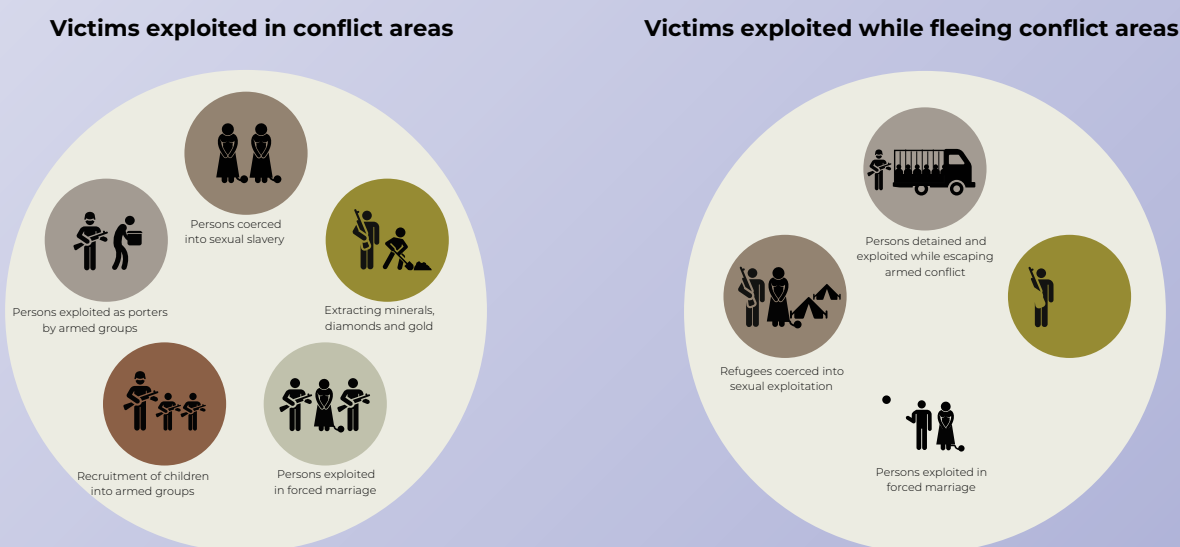 Victims exploited in conflict areas
Persons coerced
into sexual slavery
Persons exploited as porters
by armed groups
Extracting minerals,
diamonds and gold
Recruitment of children
into armed groups
Persons exploited
in forced marriage
Victims exploited while fleeing conflict areas
Persons detained and
exploited while escaping
armed conflict
Refugees coerced into
sexual exploitation
Persons exploited in
forced marriage